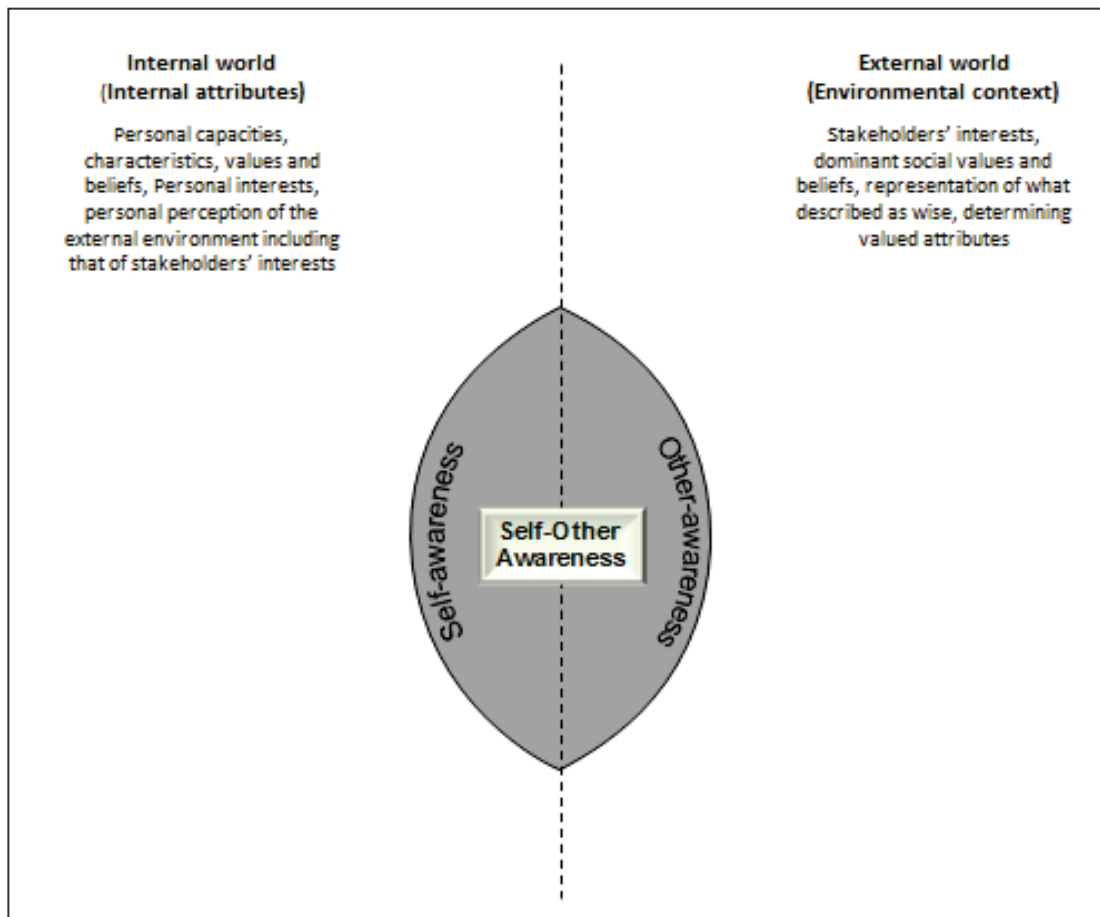 Internal world
(Internal attributes)
Personal capacities,
characteristics, values and
beliefs, Personal interests,
personal perception of the
external environment including
that of stakeholders’ interests
External world
(Environmental context)
Stakeholders’ interests,
dominant social values and
beliefs, representation of what
described as wise, determining
valued attributes
Self-awareness
Self-Other
Awareness
Other-awareness